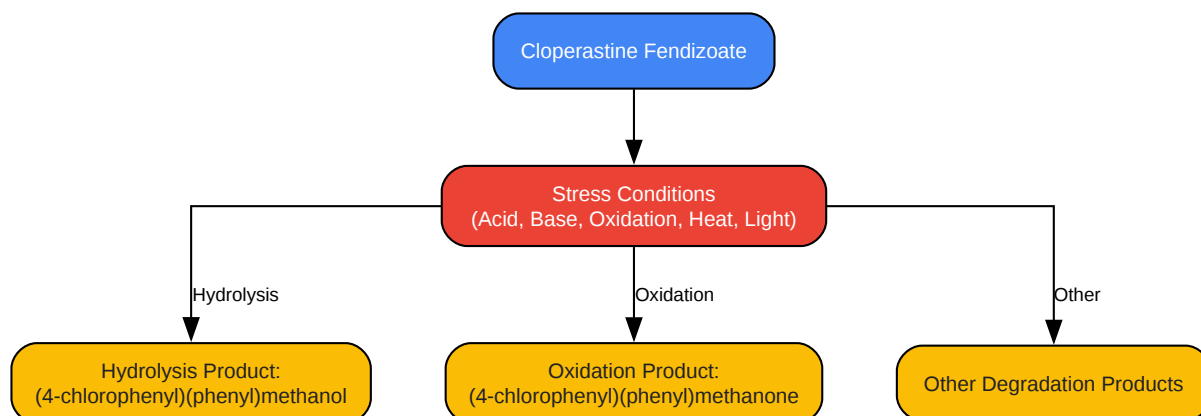 Cloperastine Fendizoate
Stress Conditions
(Acid, Base, Oxidation, Heat, Light)
Hydrolysis
Oxidation
Other
Hydrolysis Product:
(4-chlorophenyl)(phenyl)methanol
Oxidation Product:
(4-chlorophenyl)(phenyl)methanone
Other Degradation Products